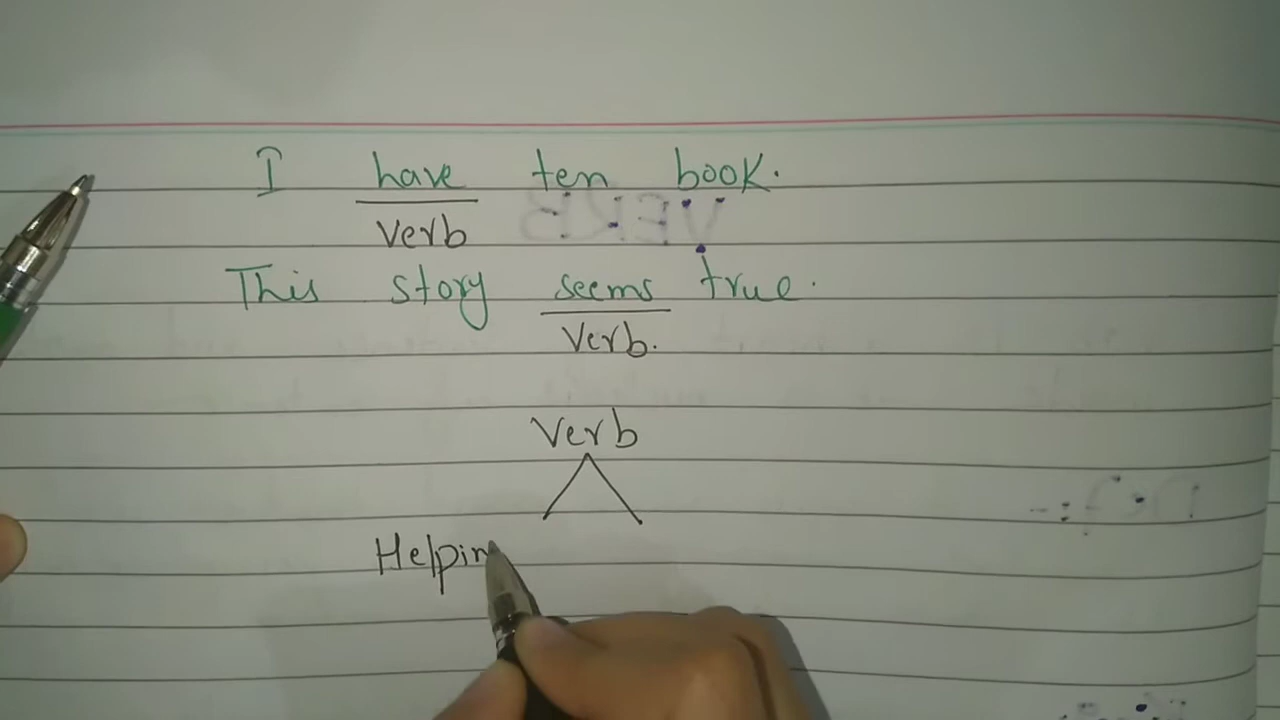 I have ten book.
verb
This story seems true.
Verb.
Verb
Helpin